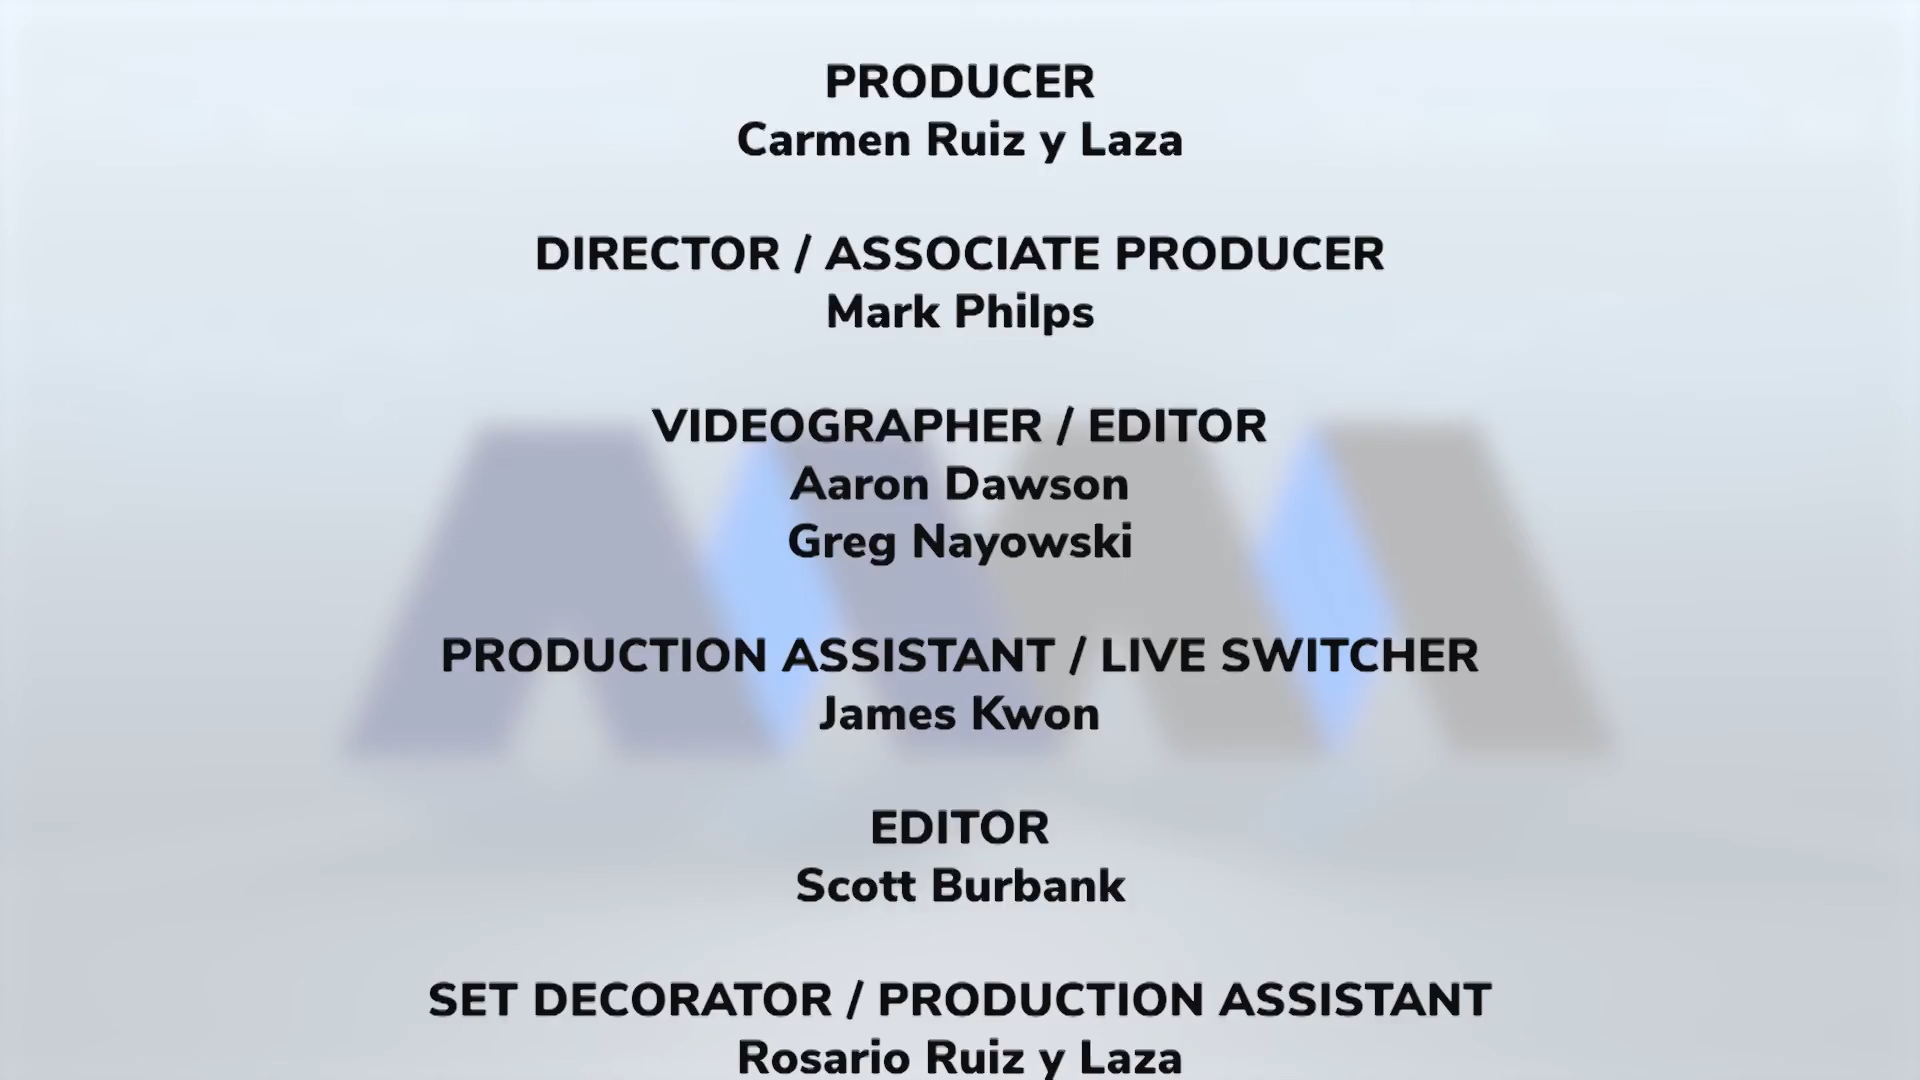 PRODUCER
Carmen Ruiz y Laza
DIRECTOR / ASSOCIATE PRODUCER
Mark Philps
VIDEOGRAPHER / EDITOR
Aaron Dawson
Greg Nayowski
PRODUCTION ASSISTANT / LIVE SWITCHER
James Kwon
EDITOR
Scott Burbank
SET DECORATOR / PRODUCTION ASSISTANT
Rosario Ruiz y Laza